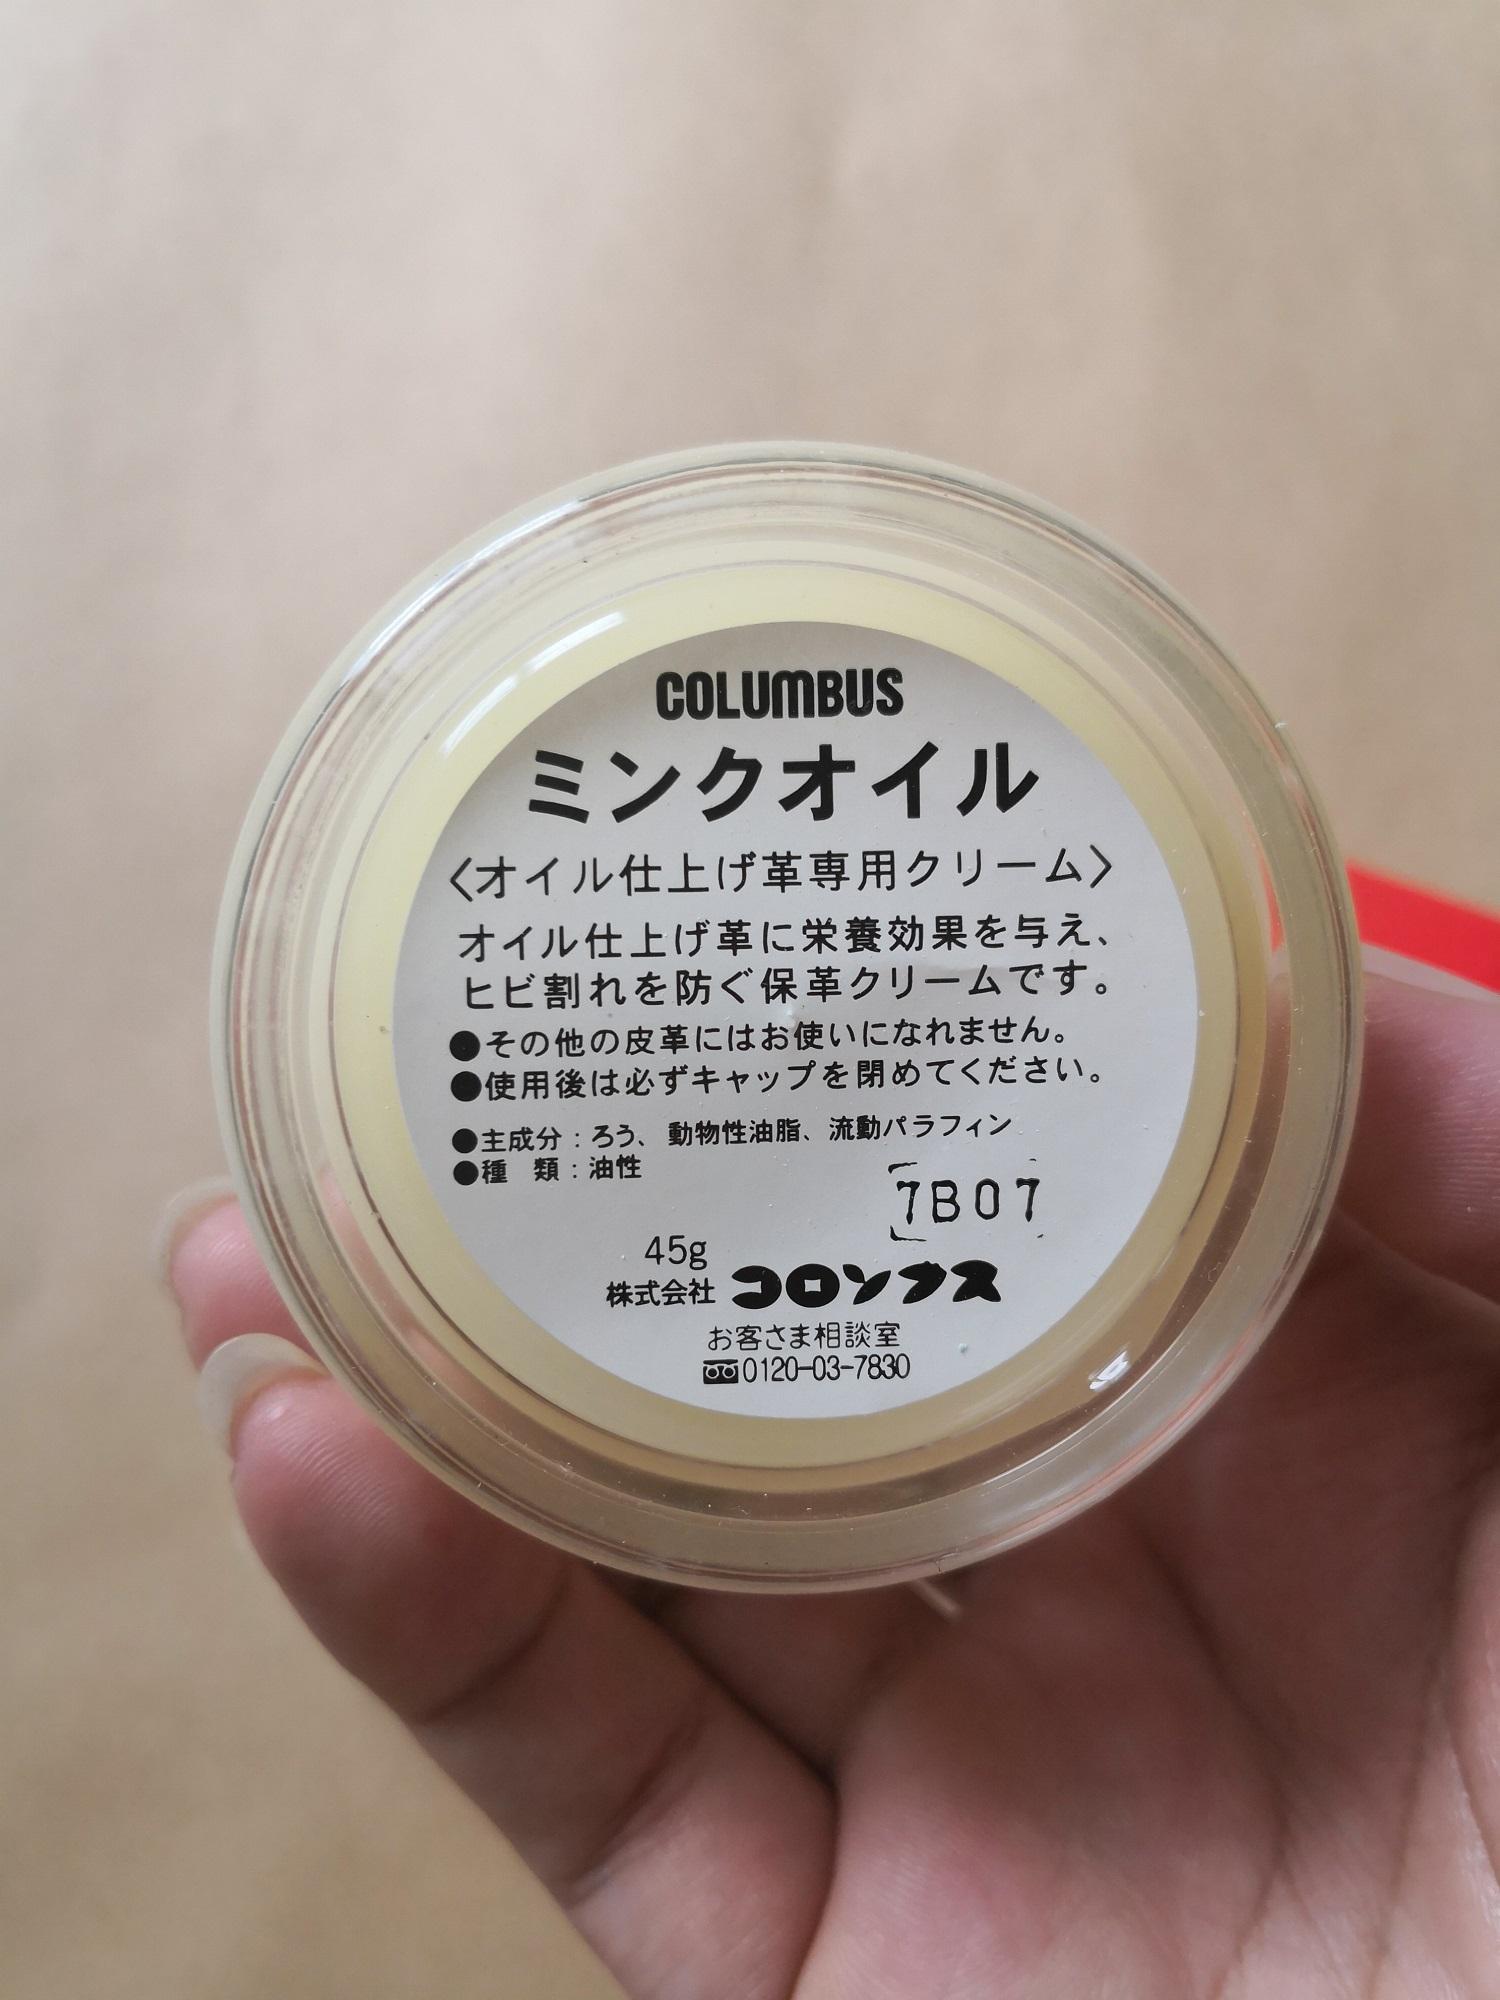 COLUMBUS
ミンクオイル
〈オイル仕上げ革専用クリーム〉
オイル仕上げ革に栄養効果を与え、
ヒビ割れを防ぐ保革クリームです。
●その他の皮革にはお使いになれません。
●使用後は必ずキャップを閉めてください。
●主成分：ろう、動物性油脂、流動パラフィン
●種　類：油性
7B07
45g
株式会社 コロンブス
お客さま相談室
0120-03-7830